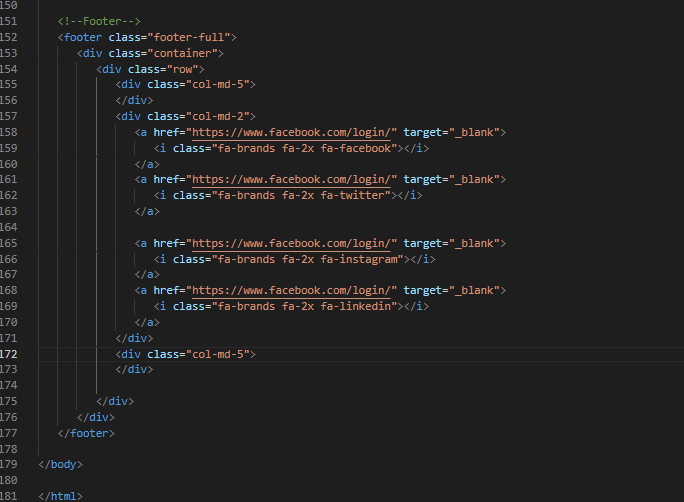 150
151 <!--Footer-->
152 <footer class="footer-full">
153 <div class="container">
154 <div class="row">
155 <div class="col-md-5">
156 </div>
157 <div class="col-md-2">
158 <a href="https://www.facebook.com/login/" target="_blank">
159 <i class="fa-brands fa-2x fa-facebook"></i>
160 </a>
161 <a href="https://www.facebook.com/login/" target="_blank">
162 <i class="fa-brands fa-2x fa-twitter"></i>
163 </a>
164
165 <a href="https://www.facebook.com/login/" target="_blank">
166 <i class="fa-brands fa-2x fa-instagram"></i>
167 </a>
168 <a href="https://www.facebook.com/login/" target="_blank">
169 <i class="fa-brands fa-2x fa-linkedin"></i>
170 </a>
171 </div>
172 <div class="col-md-5">
173 </div>
174
175 </div>
176 </div>
177 </footer>
178
179 </body>
180
181 </html>